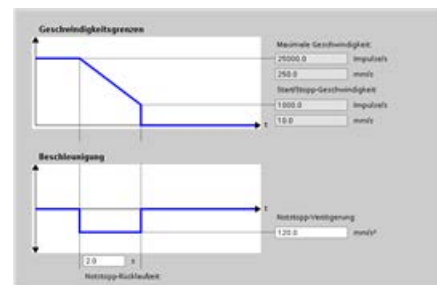 Geschwindigkeitsgrenzen
Maximale Geschwindigkeit:
25000.0 Impulse/s
250.0 mm/s
Start/Stopp-Geschwindigkeit
1000.0 Impulse/s
10.0 mm/s
t
Beschleunigung
t
Notstopp-Verzögerung
120.0 mm/s²
2.0 s
Notstopp-Rücklaufzeit: